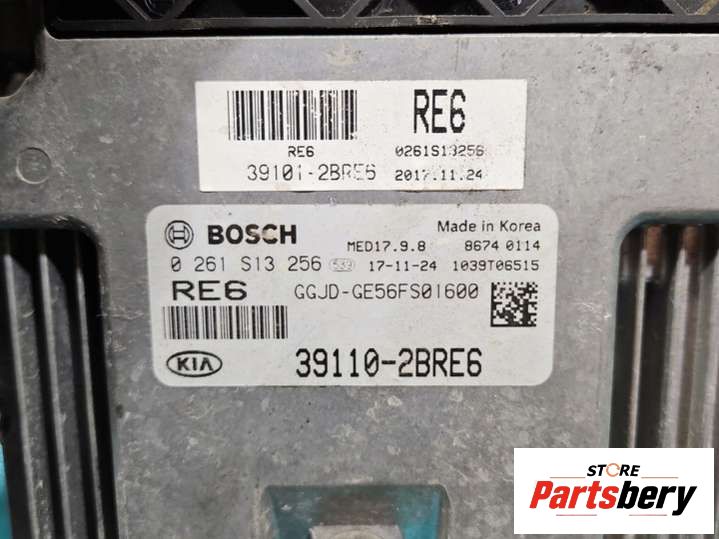 RE6
RE6 0261S13256
39101-2BRE6 2017.11.24
BOSCH
Made in Korea
MED17.9.8 8674 0114
0 261 S13 256 539 17-11-24 1039T06515
RE6 GGJD-GE56FS01600
KIA 39110-2BRE6
STORE
Partsbery